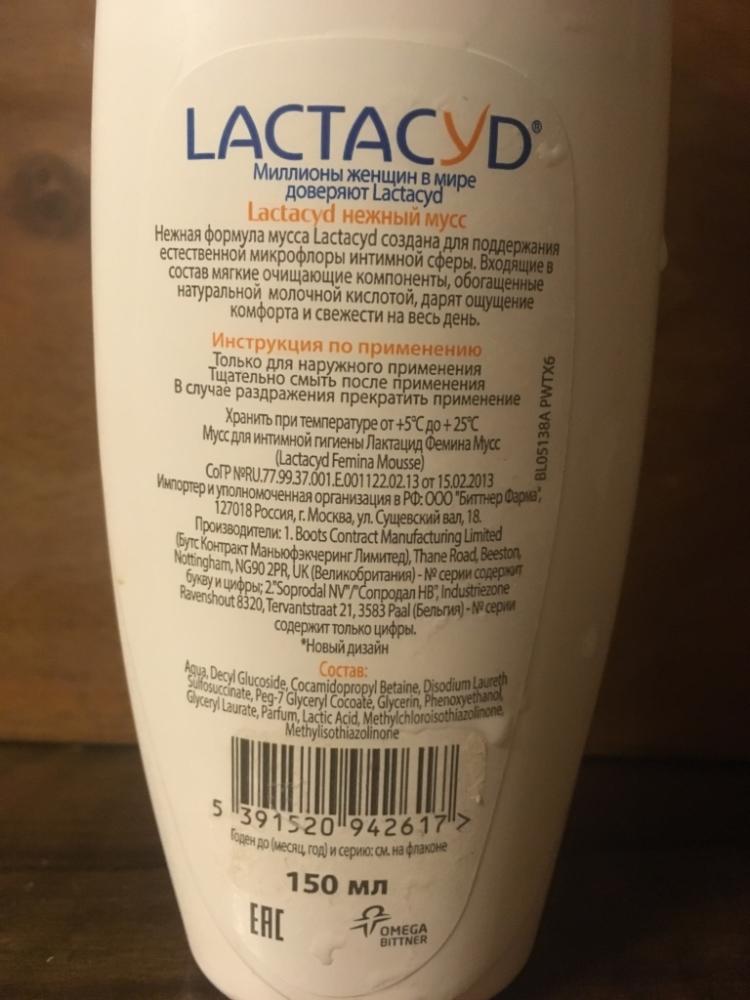 LACTACYD®
Миллионы женщин в мире
доверяют Lactacyd
Lactacyd нежный мусс
Нежная формула мусса Lactacyd создана для поддержания
естественной микрофлоры интимной сферы. Входящие в
состав мягкие очищающие компоненты, обогащенные
натуральной молочной кислотой, дарят ощущение
комфорта и свежести на весь день.
Инструкция по применению
Только для наружного применения
Тщательно смыть после применения
В случае раздражения прекратить применение
Хранить при температуре от +5°С до + 25°С
Мусс для интимной гигиены Лактацид Фемина Мусс
(Lactacyd Femina Mousse)
СоГР №RU.77.99.37.001.E.001122.02.13 от 15.02.2013
Импортер и уполномоченная организация в РФ: ООО "Биттнер Фарма",
127018 Россия, г. Москва, ул. Сущевский вал, 18.
Производители: 1. Boots Contract Manufacturing Limited
(Бутс Контракт Маньюфэкчеринг Лимитед), Thane Road, Beeston,
Nottingham, NG90 2PR, UK (Великобритания) - № серии содержит
букву и цифры; 2."Soprodal NV"/"Сопродал НВ", Industriezone
Ravenshout 8320, Tervantstraat 21, 3583 Paal (Бельгия) - № серии
содержит только цифры.
*Новый дизайн
BL05138A PWTX6
Состав:
Aqua, Decyl Glucoside, Cocamidopropyl Betaine, Disodium Laureth
Sulfosuccinate, Peg-7 Glyceryl Cocoate, Glycerin, Phenoxyethanol,
Glyceryl Laurate, Parfum, Lactic Acid, Methylchloroisothiazolinone,
Methylisothiazolinone
5 391520 942617 >
Годен до (месяц, год) и серию: см. на флаконе
150 мл
EAC
OMEGA
BITTNER